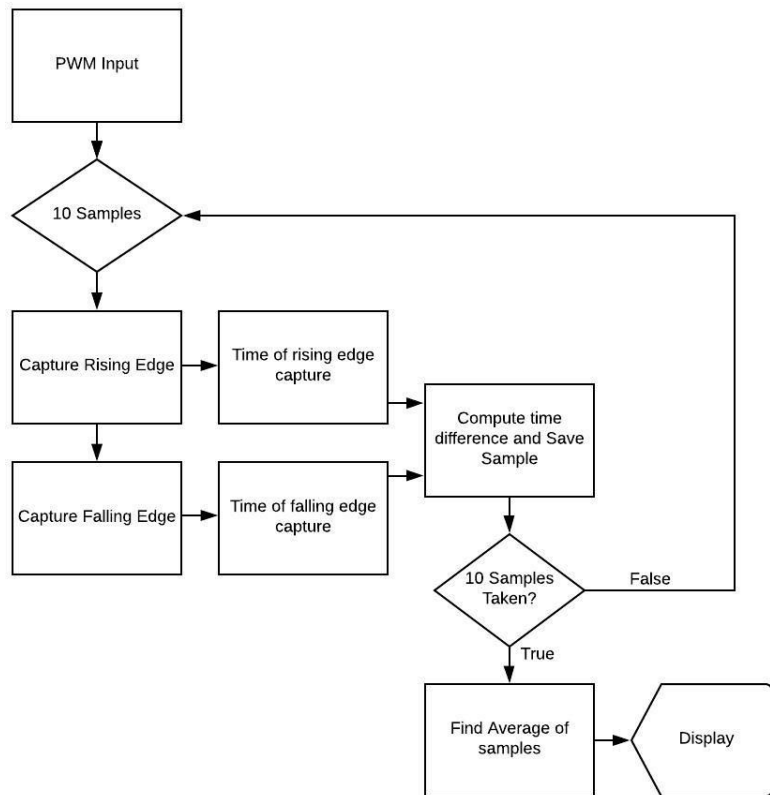 PWM Input
10 Samples
Capture Rising Edge
Time of rising edge
capture
Compute time
difference and Save
Sample
Capture Falling Edge
Time of falling edge
capture
10 Samples
Taken?
False
True
Find Average of
samples
Display